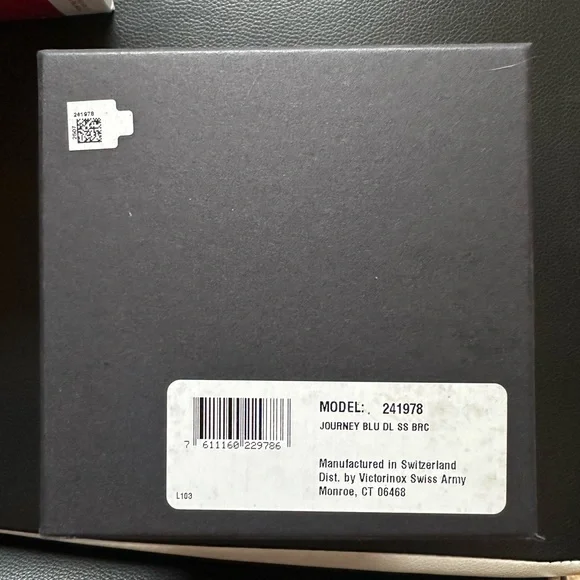 241978
2507
MODEL: 241978
JOURNEY BLU DL SS BRC
7 611160 229786
Manufactured in Switzerland
Dist. by Victorinox Swiss Army
Monroe, CT 06468
L103